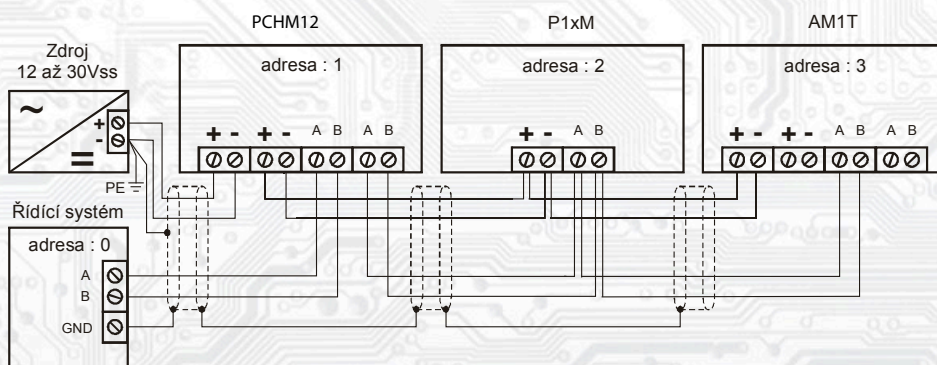 PCHM12
P1xM
AM1T
Zdroj
12 až 30Vss
adresa : 1
adresa : 2
adresa : 3
~
=
+
-
+ - + - A B A B
+ - A B
+ - + - A B A B
PE
Řídící systém
adresa : 0
A
B
GND